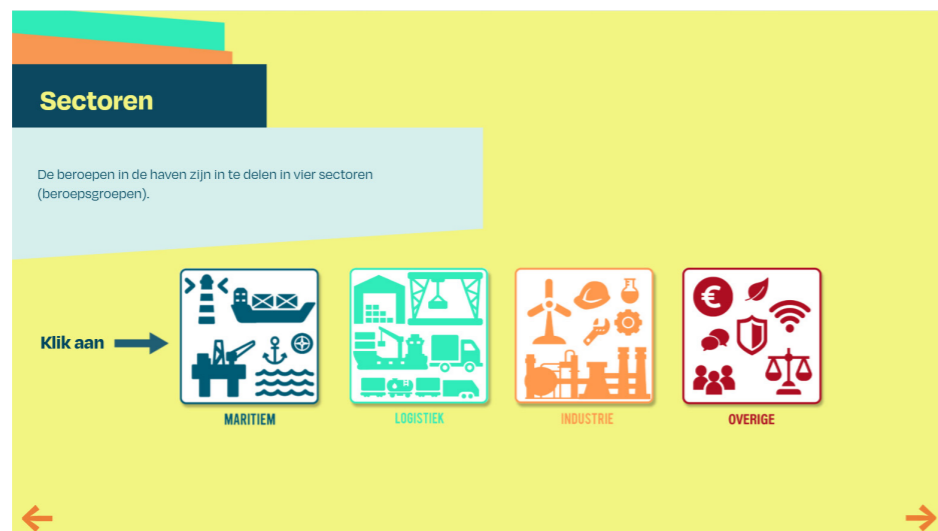 Sectoren
De beroepen in de haven zijn in te delen in vier sectoren
(beroepsgroepen).
Klik aan
MARITIEM
LOGISTIEK
INDUSTRIE
OVERIGE